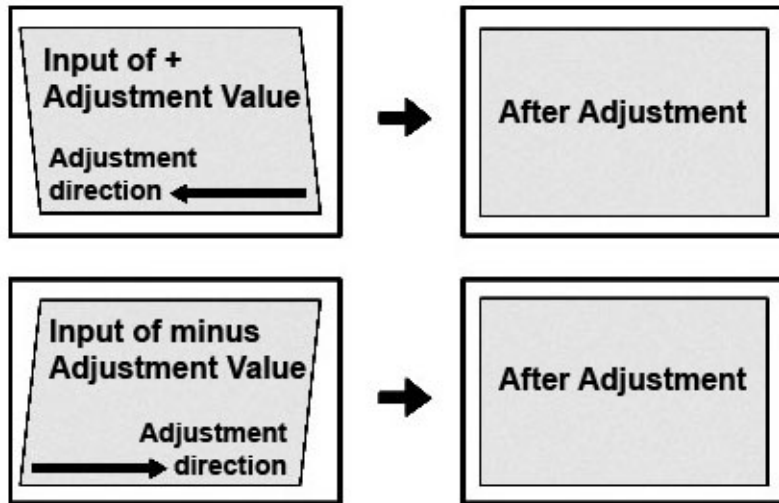 Input of +
Adjustment Value
Adjustment
direction
After Adjustment
Input of minus
Adjustment Value
Adjustment
direction
After Adjustment